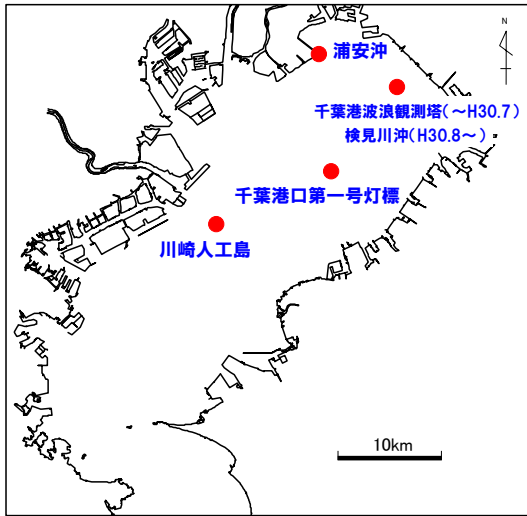 N
浦安沖
千葉港波浪観測塔(～H30.7)
検見川沖(H30.8～)
千葉港口第一号灯標
川崎人工島
10km